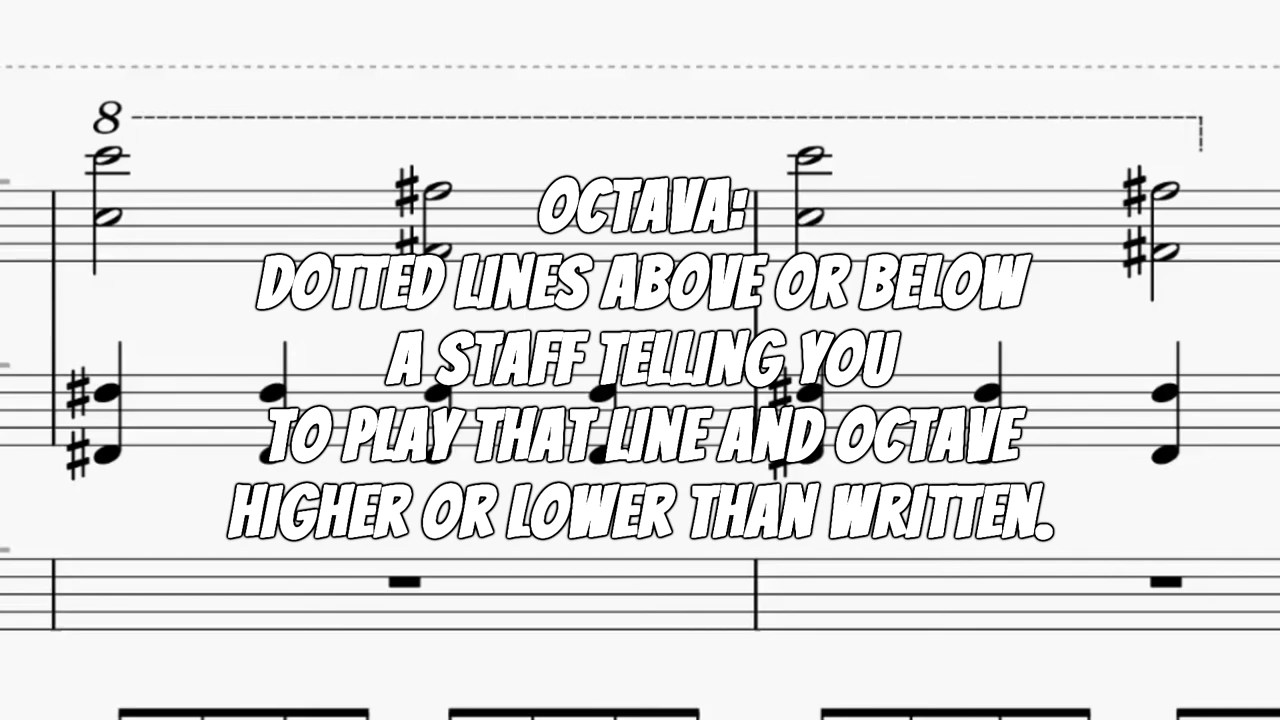 8
OCTAVA:
DOTTED LINES ABOVE OR BELOW
A STAFF TELLING YOU
TO PLAY THAT LINE AND OCTAVE
HIGHER OR LOWER THAN WRITTEN.